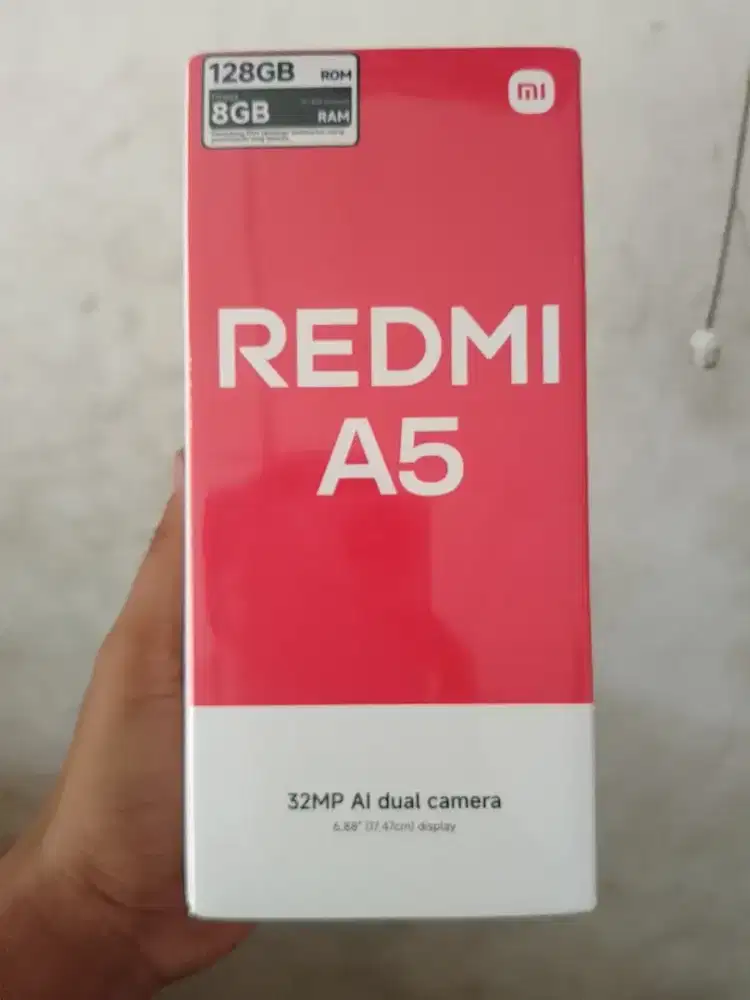 128GB ROM
8GB RAM
mi
REDMI
A5
32MP AI dual camera
6.88" (17.47cm) display